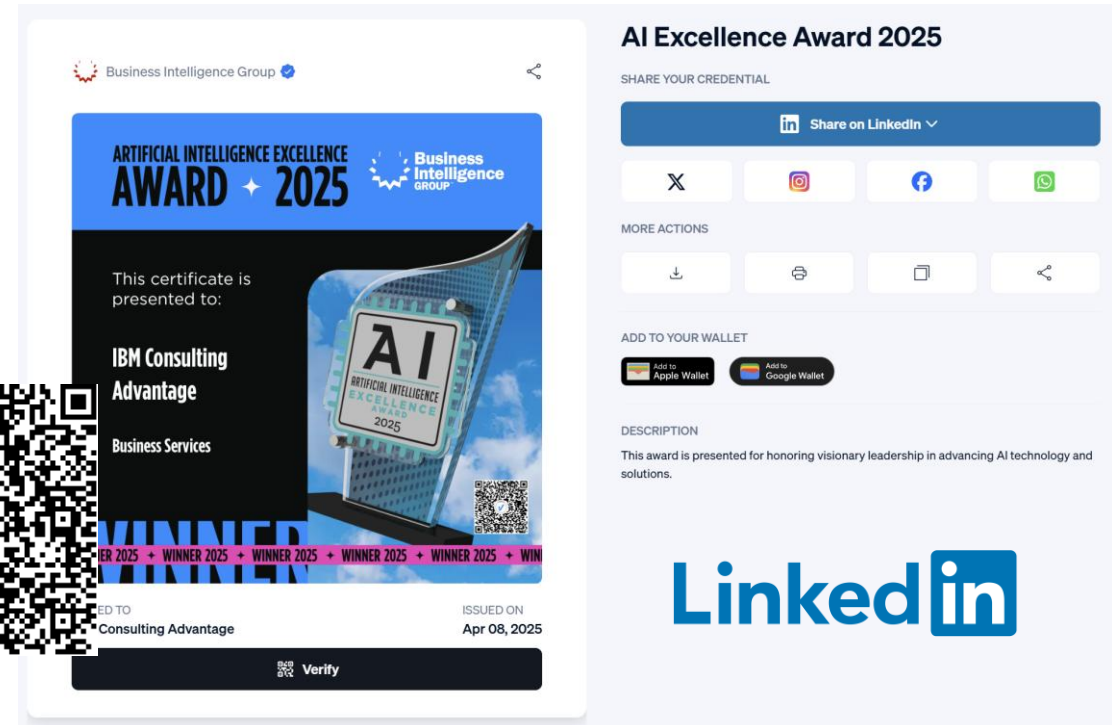 Business Intelligence Group
ARTIFICIAL INTELLIGENCE EXCELLENCE
AWARD + 2025
Business
Intelligence
GROUP
This certificate is
presented to:
IBM Consulting
Advantage
Business Services
AI
ARTIFICIAL INTELLIGENCE
EXCELLENCE
AWARD
2025
WINNER
ER 2025 + WINNER 2025 + WINNER 2025 + WINNER 2025 + WINNER 2025 + WIN
ED TO
Consulting Advantage
ISSUED ON
Apr 08, 2025
Verify
AI Excellence Award 2025
SHARE YOUR CREDENTIAL
in Share on LinkedIn
MORE ACTIONS
ADD TO YOUR WALLET
Add to
Apple Wallet
Add to
Google Wallet
DESCRIPTION
This award is presented for honoring visionary leadership in advancing AI technology and
solutions.
LinkedIn